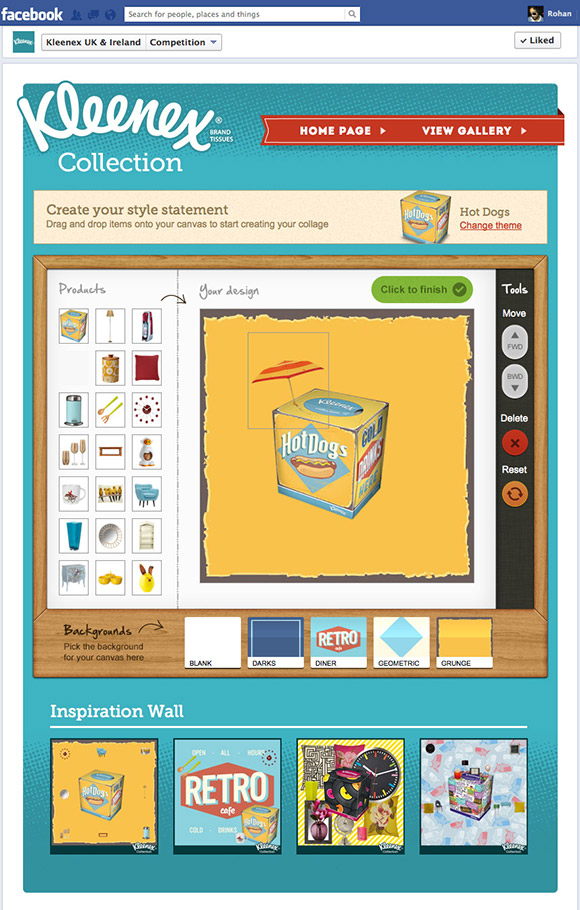 facebook
Search for people, places and things
Rohan
Kleenex UK & Ireland
Competition
Liked
Kleenex®
BRAND
TISSUES
Collection
HOME PAGE
VIEW GALLERY
Create your style statement
Drag and drop items onto your canvas to start creating your collage
Hot Dogs
Change theme
Products
Your design
Click to finish
Tools
Move
FWD
BWD
Delete
Reset
Kleenex
HotDogs
COLD
DRINKS
HERE
Backgrounds
Pick the background
for your canvas here
BLANK
DARKS
RETRO
cafe
DINER
GEOMETRIC
GRUNGE
Inspiration Wall
HotDogs
Kleenex
Collection
OPEN · ALL · HOURS
RETRO
cafe
COLD · DRINKS
HotDogs
Kleenex
Collection
Kleenex
Collection
Kleenex
Collection